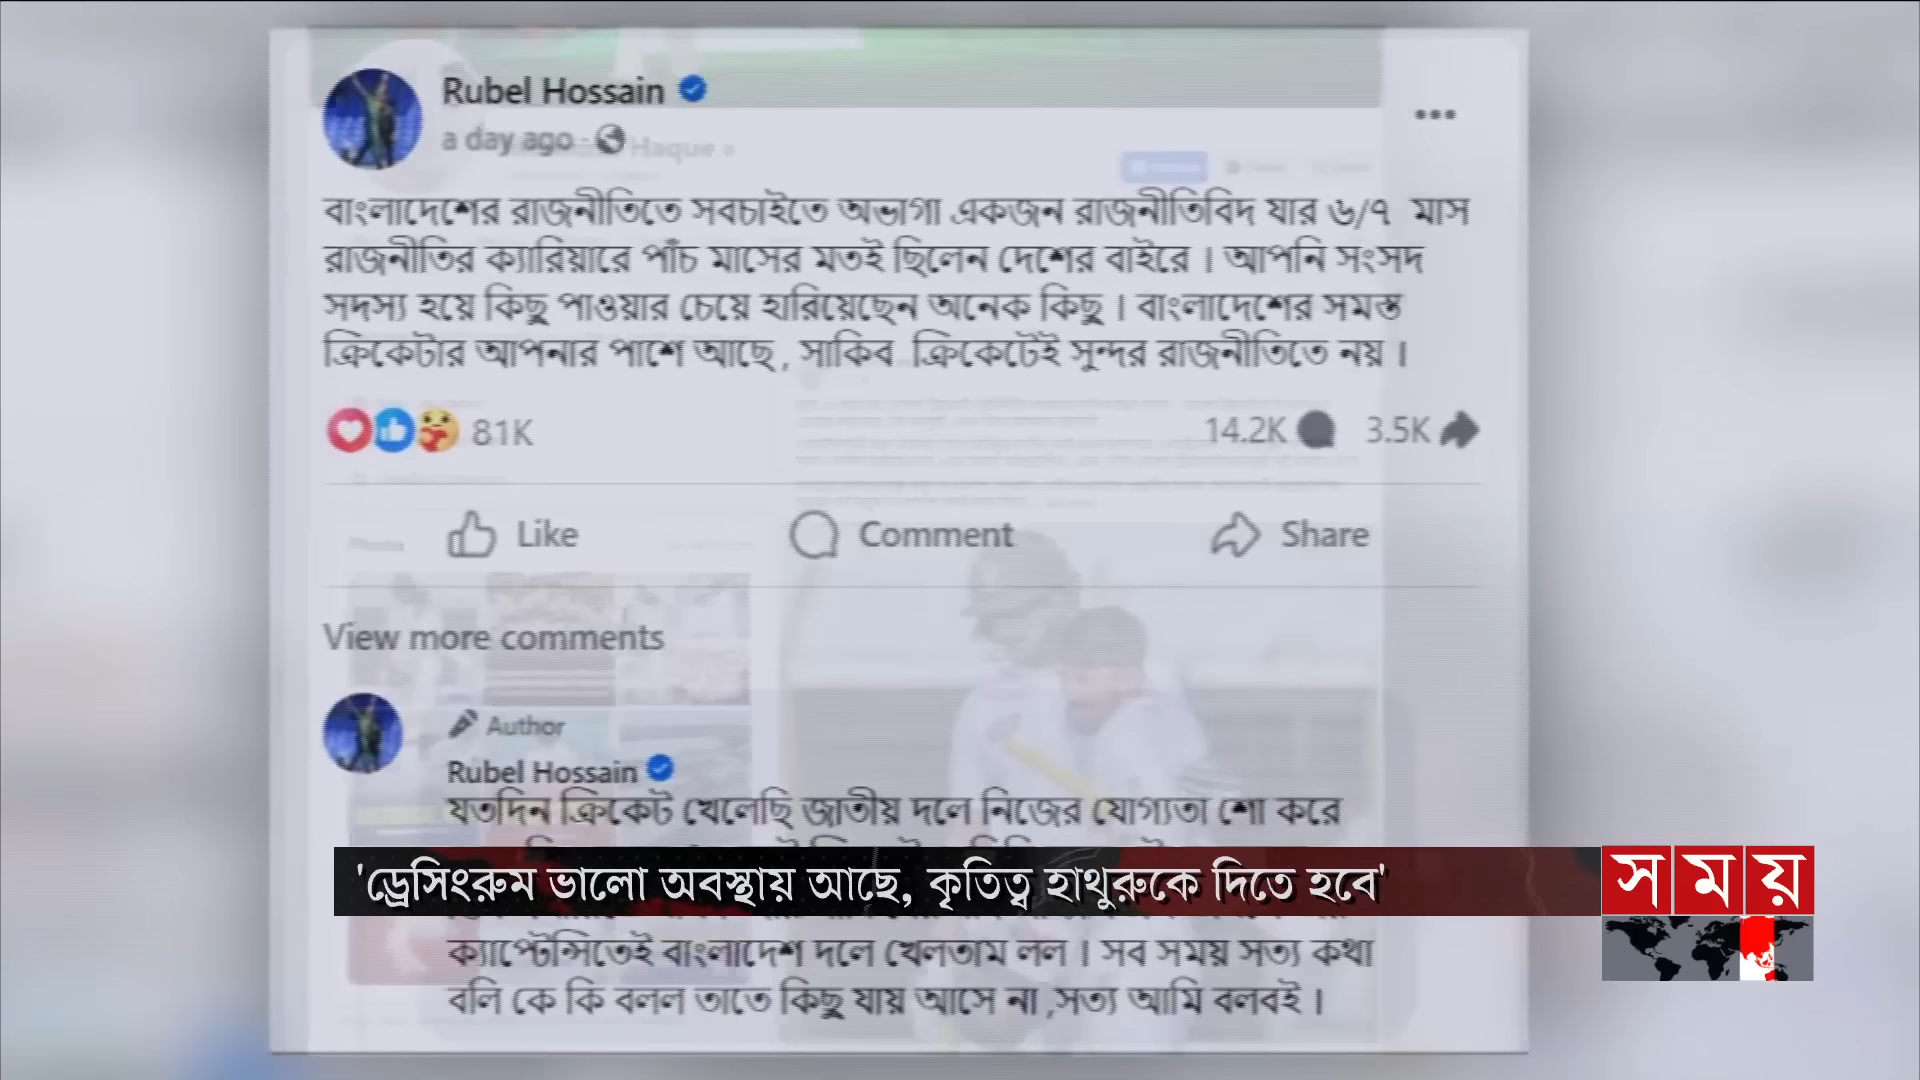 Rubel Hossain
a day ago
Haque
বাংলাদেশের রাজনীতিতে সবচাইতে অভাগা একজন রাজনীতিবিদ যার ৬/৭ মাস
রাজনীতির ক্যারিয়ারে পাঁচ মাসের মতই ছিলেন দেশের বাইরে । আপনি সংসদ
সদস্য হয়ে কিছু পাওয়ার চেয়ে হারিয়েছেন অনেক কিছু । বাংলাদেশের সমস্ত
ক্রিকেটার আপনার পাশে আছে, সাকিব ক্রিকেটেই সুন্দর রাজনীতিতে নয় ।
81K 14.2K 3.5K
Like Comment Share
View more comments
Author
Rubel Hossain
যতদিন ক্রিকেট খেলেছি জাতীয় দলে নিজের যোগ্যতা শো করে
'ড্রেসিংরুম ভালো অবস্থায় আছে, কৃতিত্ব হাথুরুকে দিতে হবে'
সময়
ক্যাপ্টেন্সিতেই বাংলাদেশ দলে খেলতাম লল । সব সময় সত্য কথা
বলি কে কি বলল তাতে কিছু যায় আসে না ,সত্য আমি বলবই ।